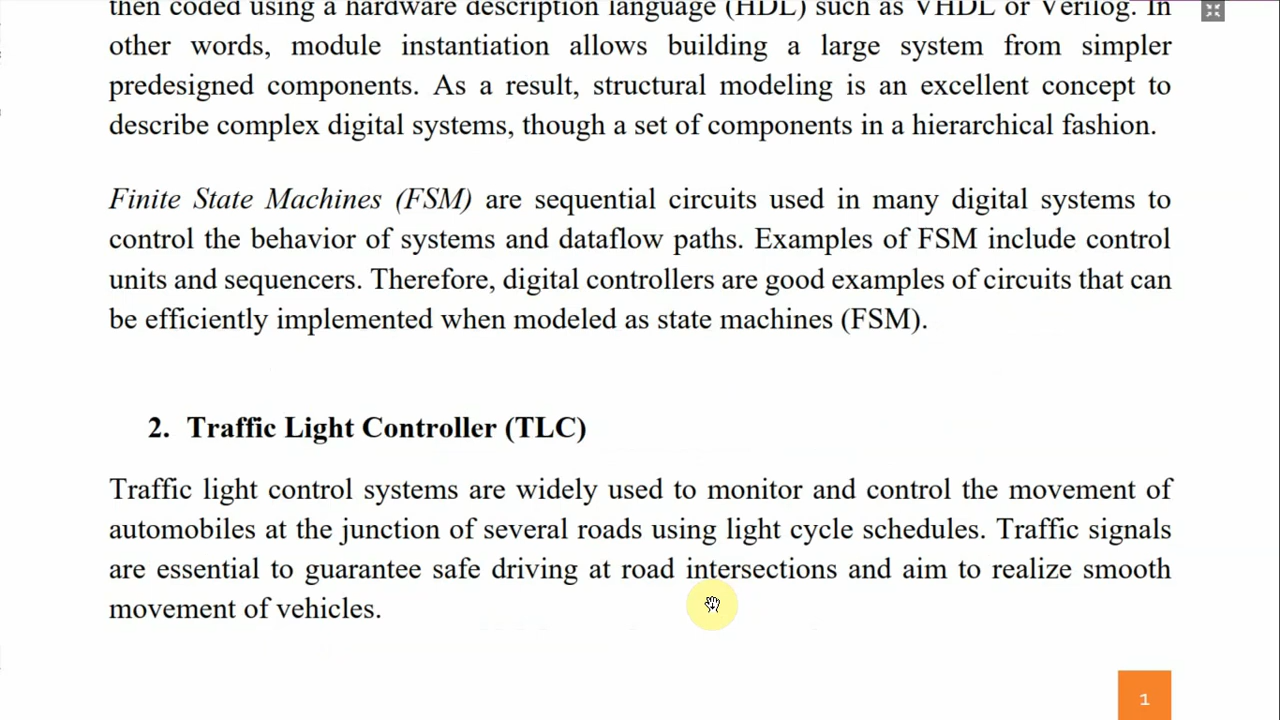 then coded using a hardware description language (HDL) such as VHDL or Verilog. In
other words, module instantiation allows building a large system from simpler
predesigned components. As a result, structural modeling is an excellent concept to
describe complex digital systems, though a set of components in a hierarchical fashion.
Finite State Machines (FSM) are sequential circuits used in many digital systems to
control the behavior of systems and dataflow paths. Examples of FSM include control
units and sequencers. Therefore, digital controllers are good examples of circuits that can
be efficiently implemented when modeled as state machines (FSM).
2. Traffic Light Controller (TLC)
Traffic light control systems are widely used to monitor and control the movement of
automobiles at the junction of several roads using light cycle schedules. Traffic signals
are essential to guarantee safe driving at road intersections and aim to realize smooth
movement of vehicles.
1